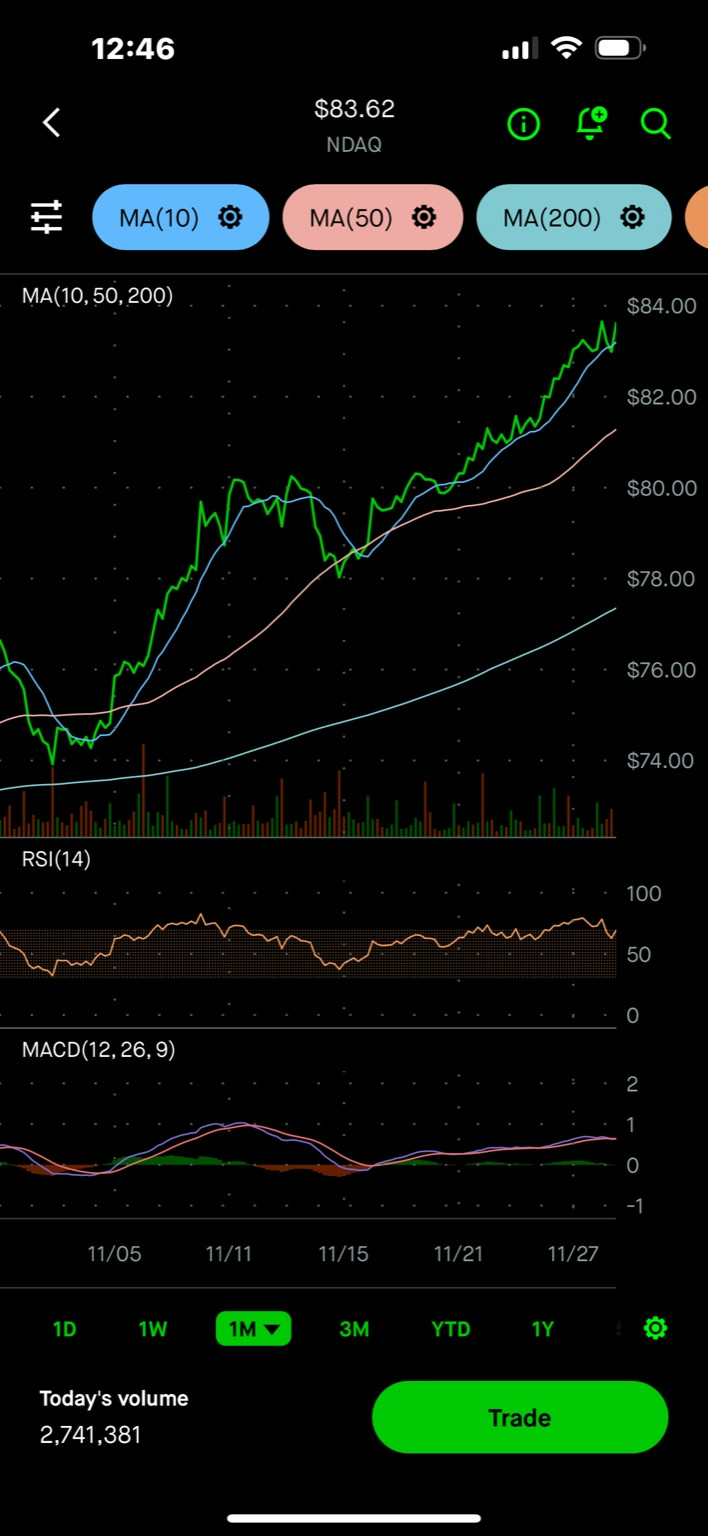 12:46
$83.62
NDAQ
MA(10)
MA(50)
MA(200)
MA(10, 50, 200)
$84.00
$82.00
$80.00
$78.00
$76.00
$74.00
RSI(14)
100
50
0
MACD(12, 26, 9)
2
1
0
-1
11/05 11/11 11/15 11/21 11/27
1D 1W 1M 3M YTD 1Y
Today's volume
2,741,381
Trade